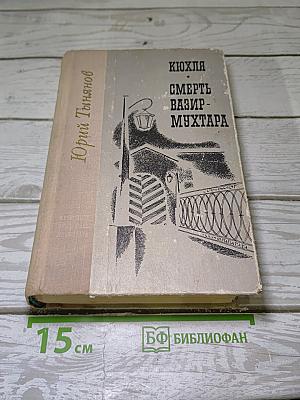 Юрий Тынянов
КЮХЛЯ
•
СМЕРТЬ
ВАЗИР-
МУХТАРА
15 см
БФ БИБЛИОФАН